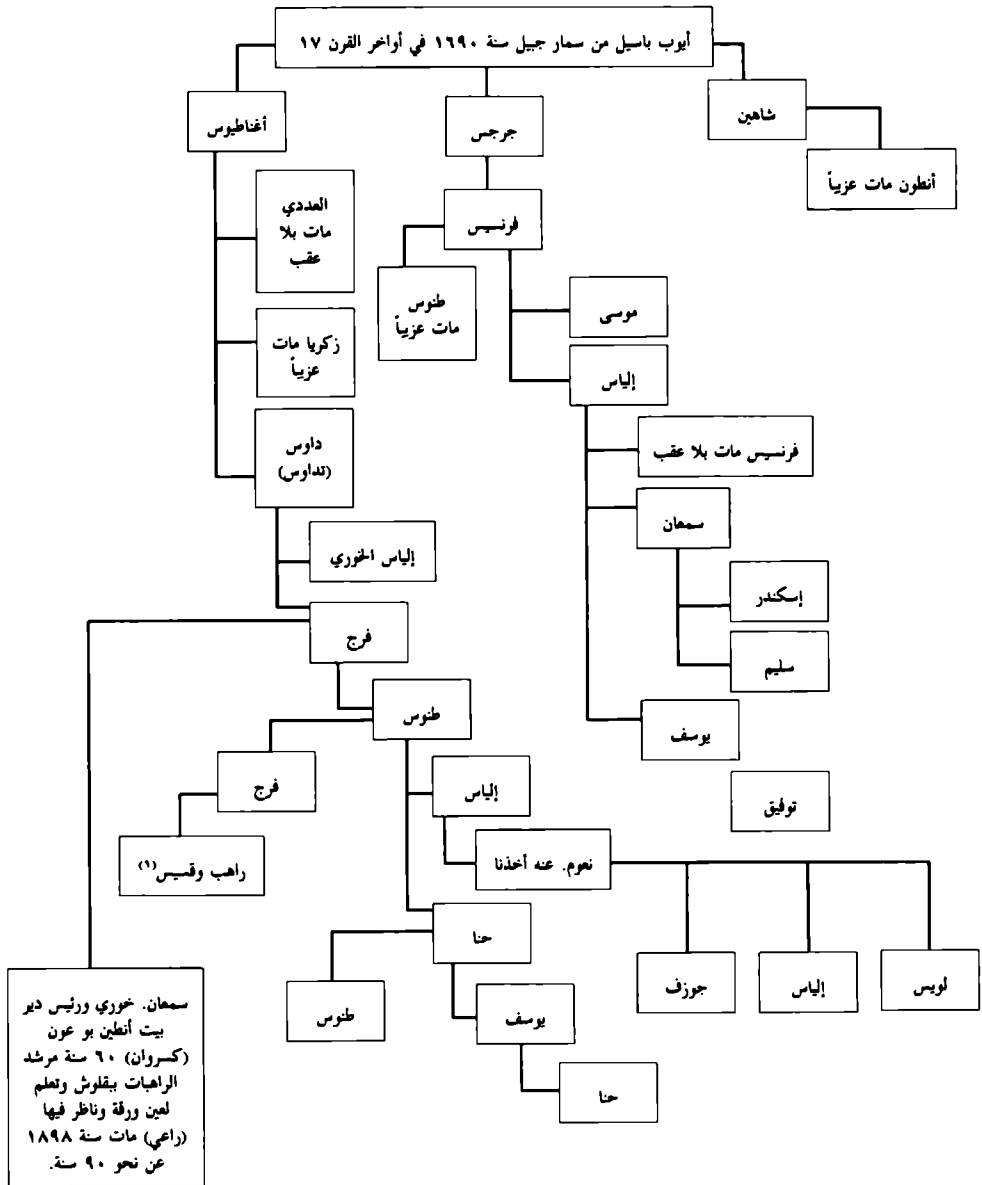 أيوب باسيل من سمار جبيل سنة ١٦٩٠ في أواخر القرن ١٧
شاهين
جرجس
أغناطيوس
أنطون مات عزيباً
فرنسيس
العددي
مات بلا
عقب
طنوس
مات عزيباً
موسى
زكريا مات
عزيباً
إلياس
داوس
(تداوس)
فرنسيس مات بلا عقب
سمعان
إلياس الخوري
إسكندر
فرج
سليم
طنوس
يوسف
فرج
إلياس
توفيق
راهب وقسيس(١)
نعوم. عنه أخذنا
حنا
لويس
إلياس
جوزف
طنوس
يوسف
حنا
سمعان. خوري ورئيس دير
بيت أنطين بو عون
(كسروان) ٦٠ سنة مرشد
الراهبات ببقلوش وتعلم
لعين ورقة وناظر فيها
(راعي) مات سنة ١٨٩٨
عن نحو ٩٠ سنة.